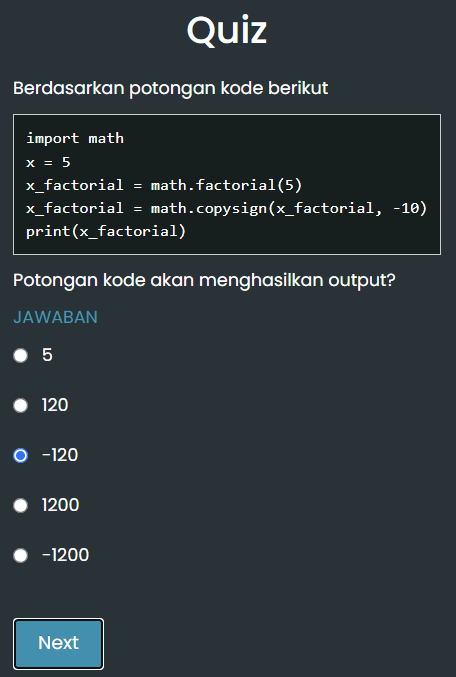 Quiz
Berdasarkan potongan kode berikut
import math
x = 5
x_factorial = math.factorial(5)
x_factorial = math.copysign(x_factorial, -10)
print(x_factorial)
Potongan kode akan menghasilkan output?
JAWABAN
5
120
-120
1200
-1200
Next